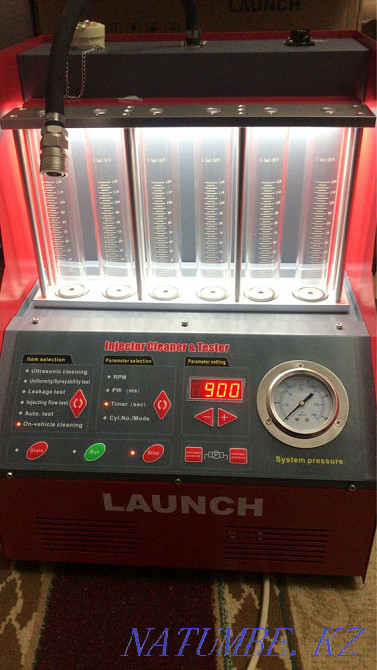 LAUNCH
Injector Cleaner & Tester
Item selection
Ultrasonic cleaning
Uniformity/Sprayability test
Leakage test
Injecting flow test
Auto. test
On-vehicle cleaning
Parameter selection
RPM
PW (ms)
Timer (sec)
Cyl.No./Mode
Parameter setting
900
Drain
Run
Stop
System pressure
LAUNCH
NATUMBE.KZ